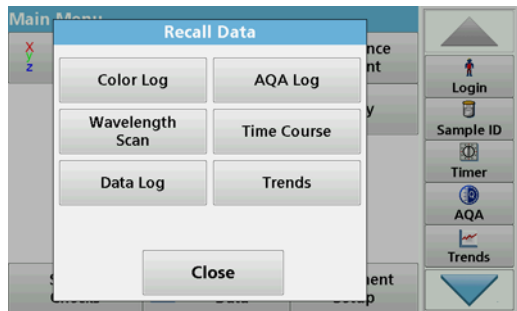 Main Menu
Recall Data
X
y
z
Color Log
AQA Log
Wavelength
Scan
Time Course
Data Log
Trends
Close
Login
Sample ID
Timer
AQA
Trends